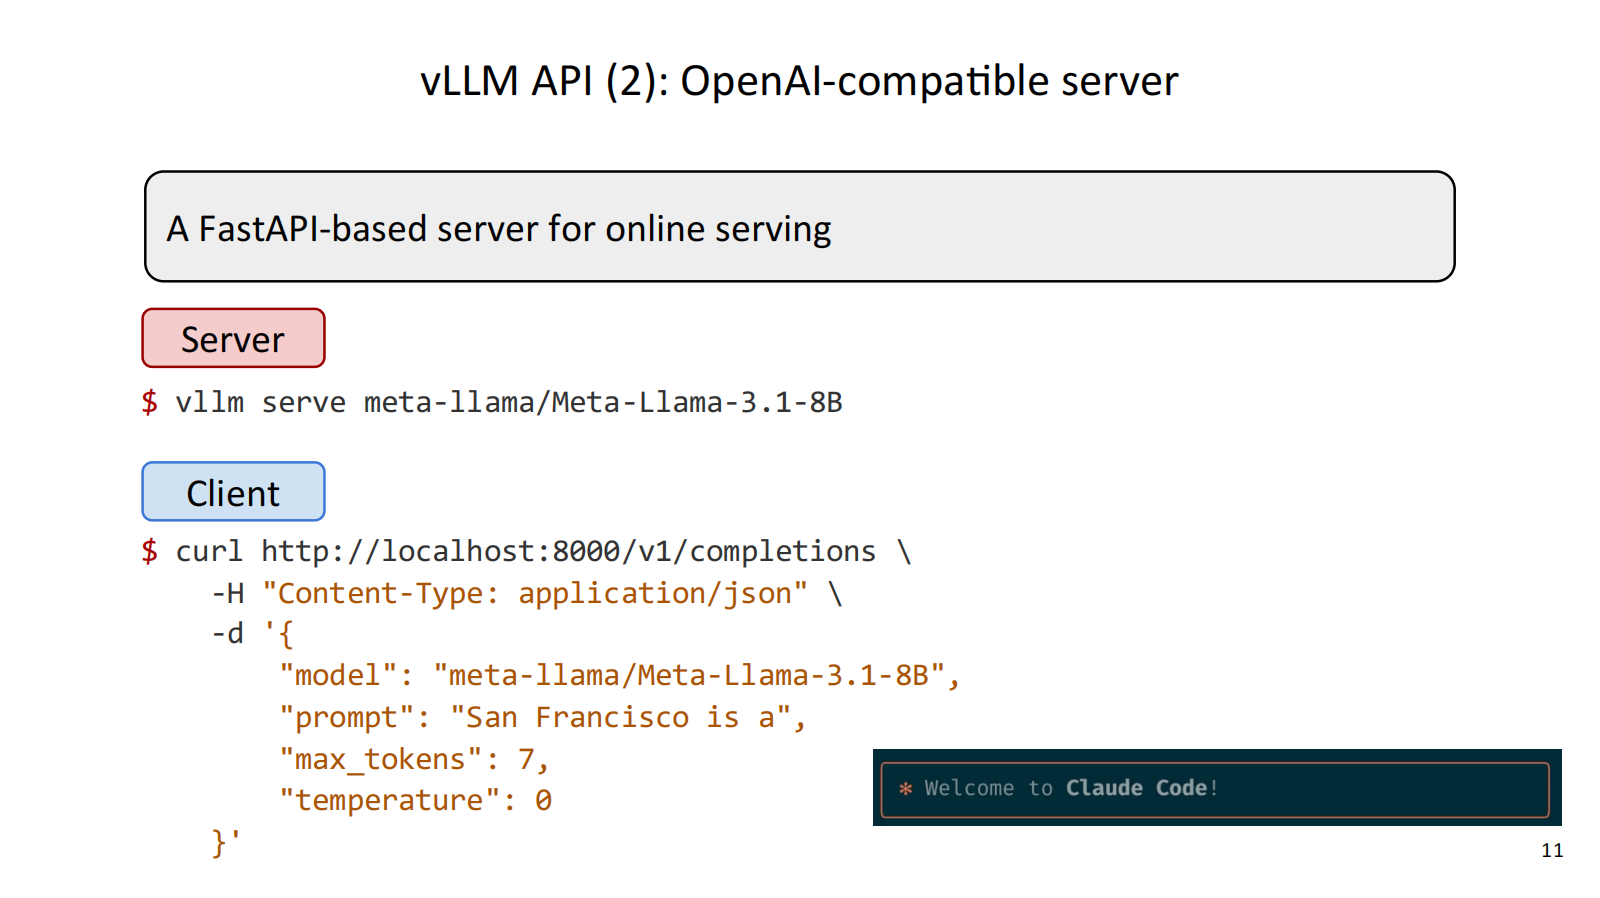 vLLM API (2): OpenAI-compatible server
A FastAPI-based server for online serving
Server
$ vllm serve meta-llama/Meta-Llama-3.1-8B
Client
$ curl http://localhost:8000/v1/completions \
-H "Content-Type: application/json" \
-d '{
"model": "meta-llama/Meta-Llama-3.1-8B",
"prompt": "San Francisco is a",
"max_tokens": 7,
"temperature": 0
}'
✻ Welcome to Claude Code!
11